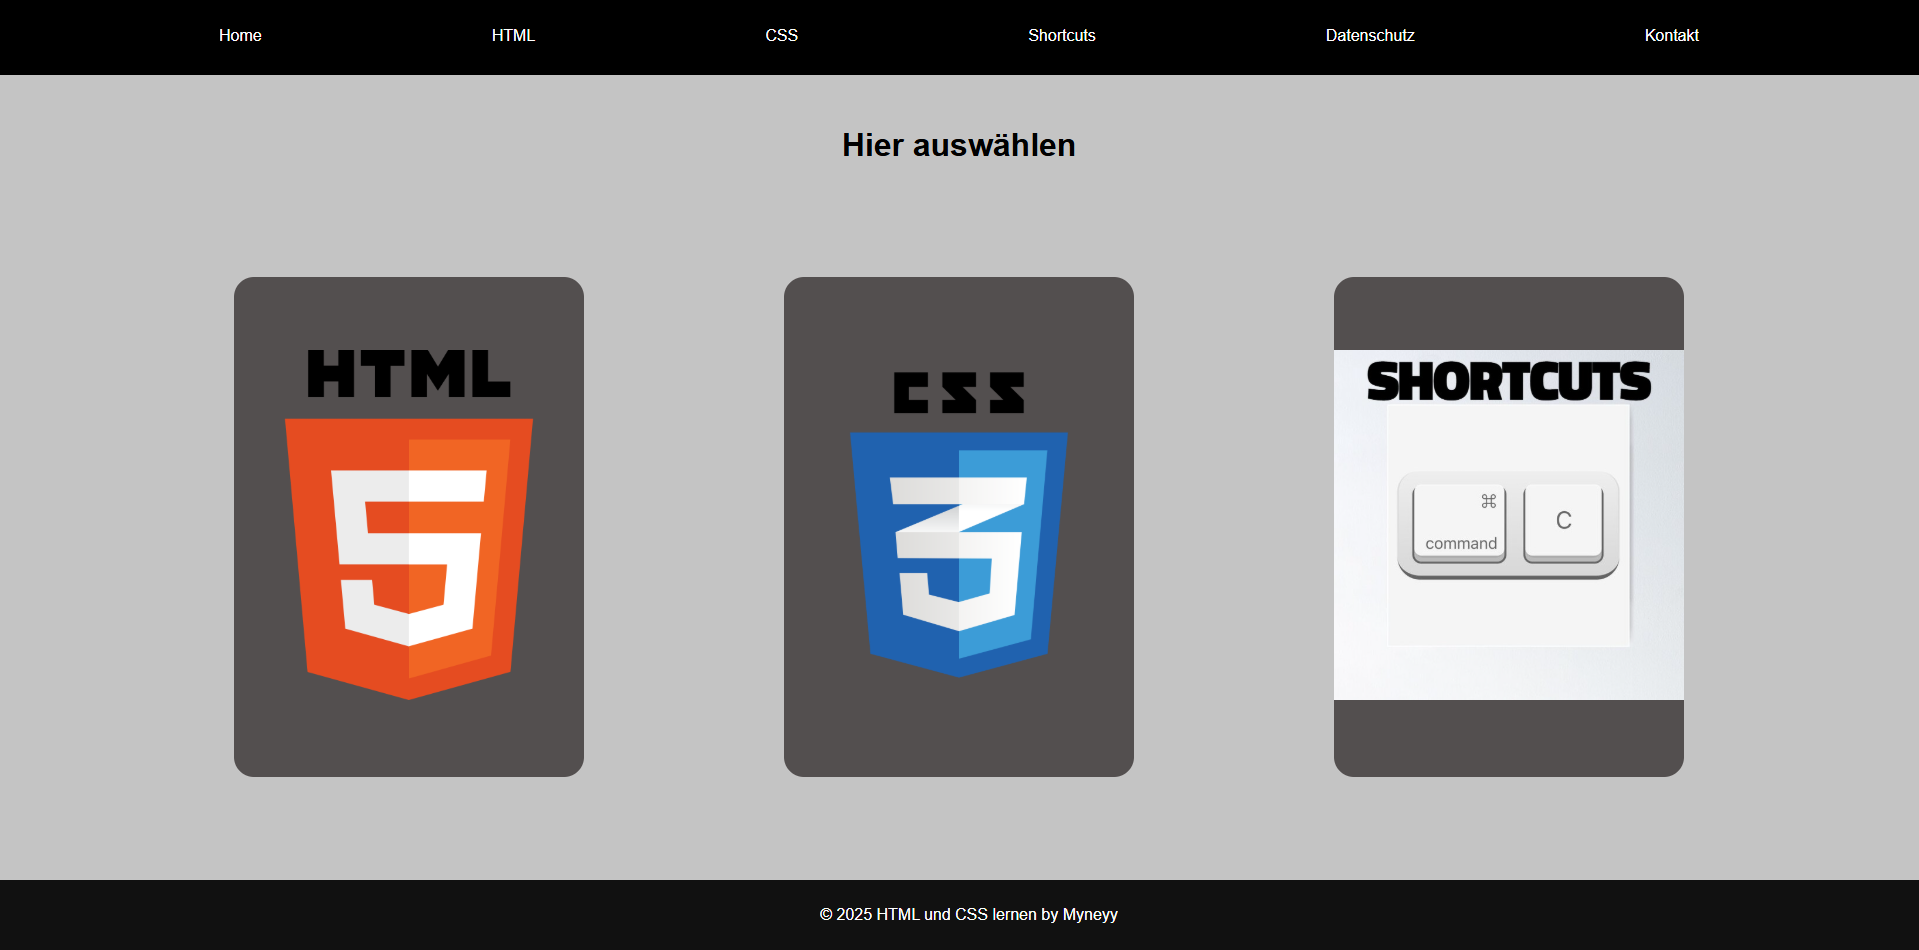 Home HTML CSS Shortcuts Datenschutz Kontakt
Hier auswählen
HTML
5
CSS
3
SHORTCUTS
⌘
command
C
© 2025 HTML und CSS lernen by Myneyy